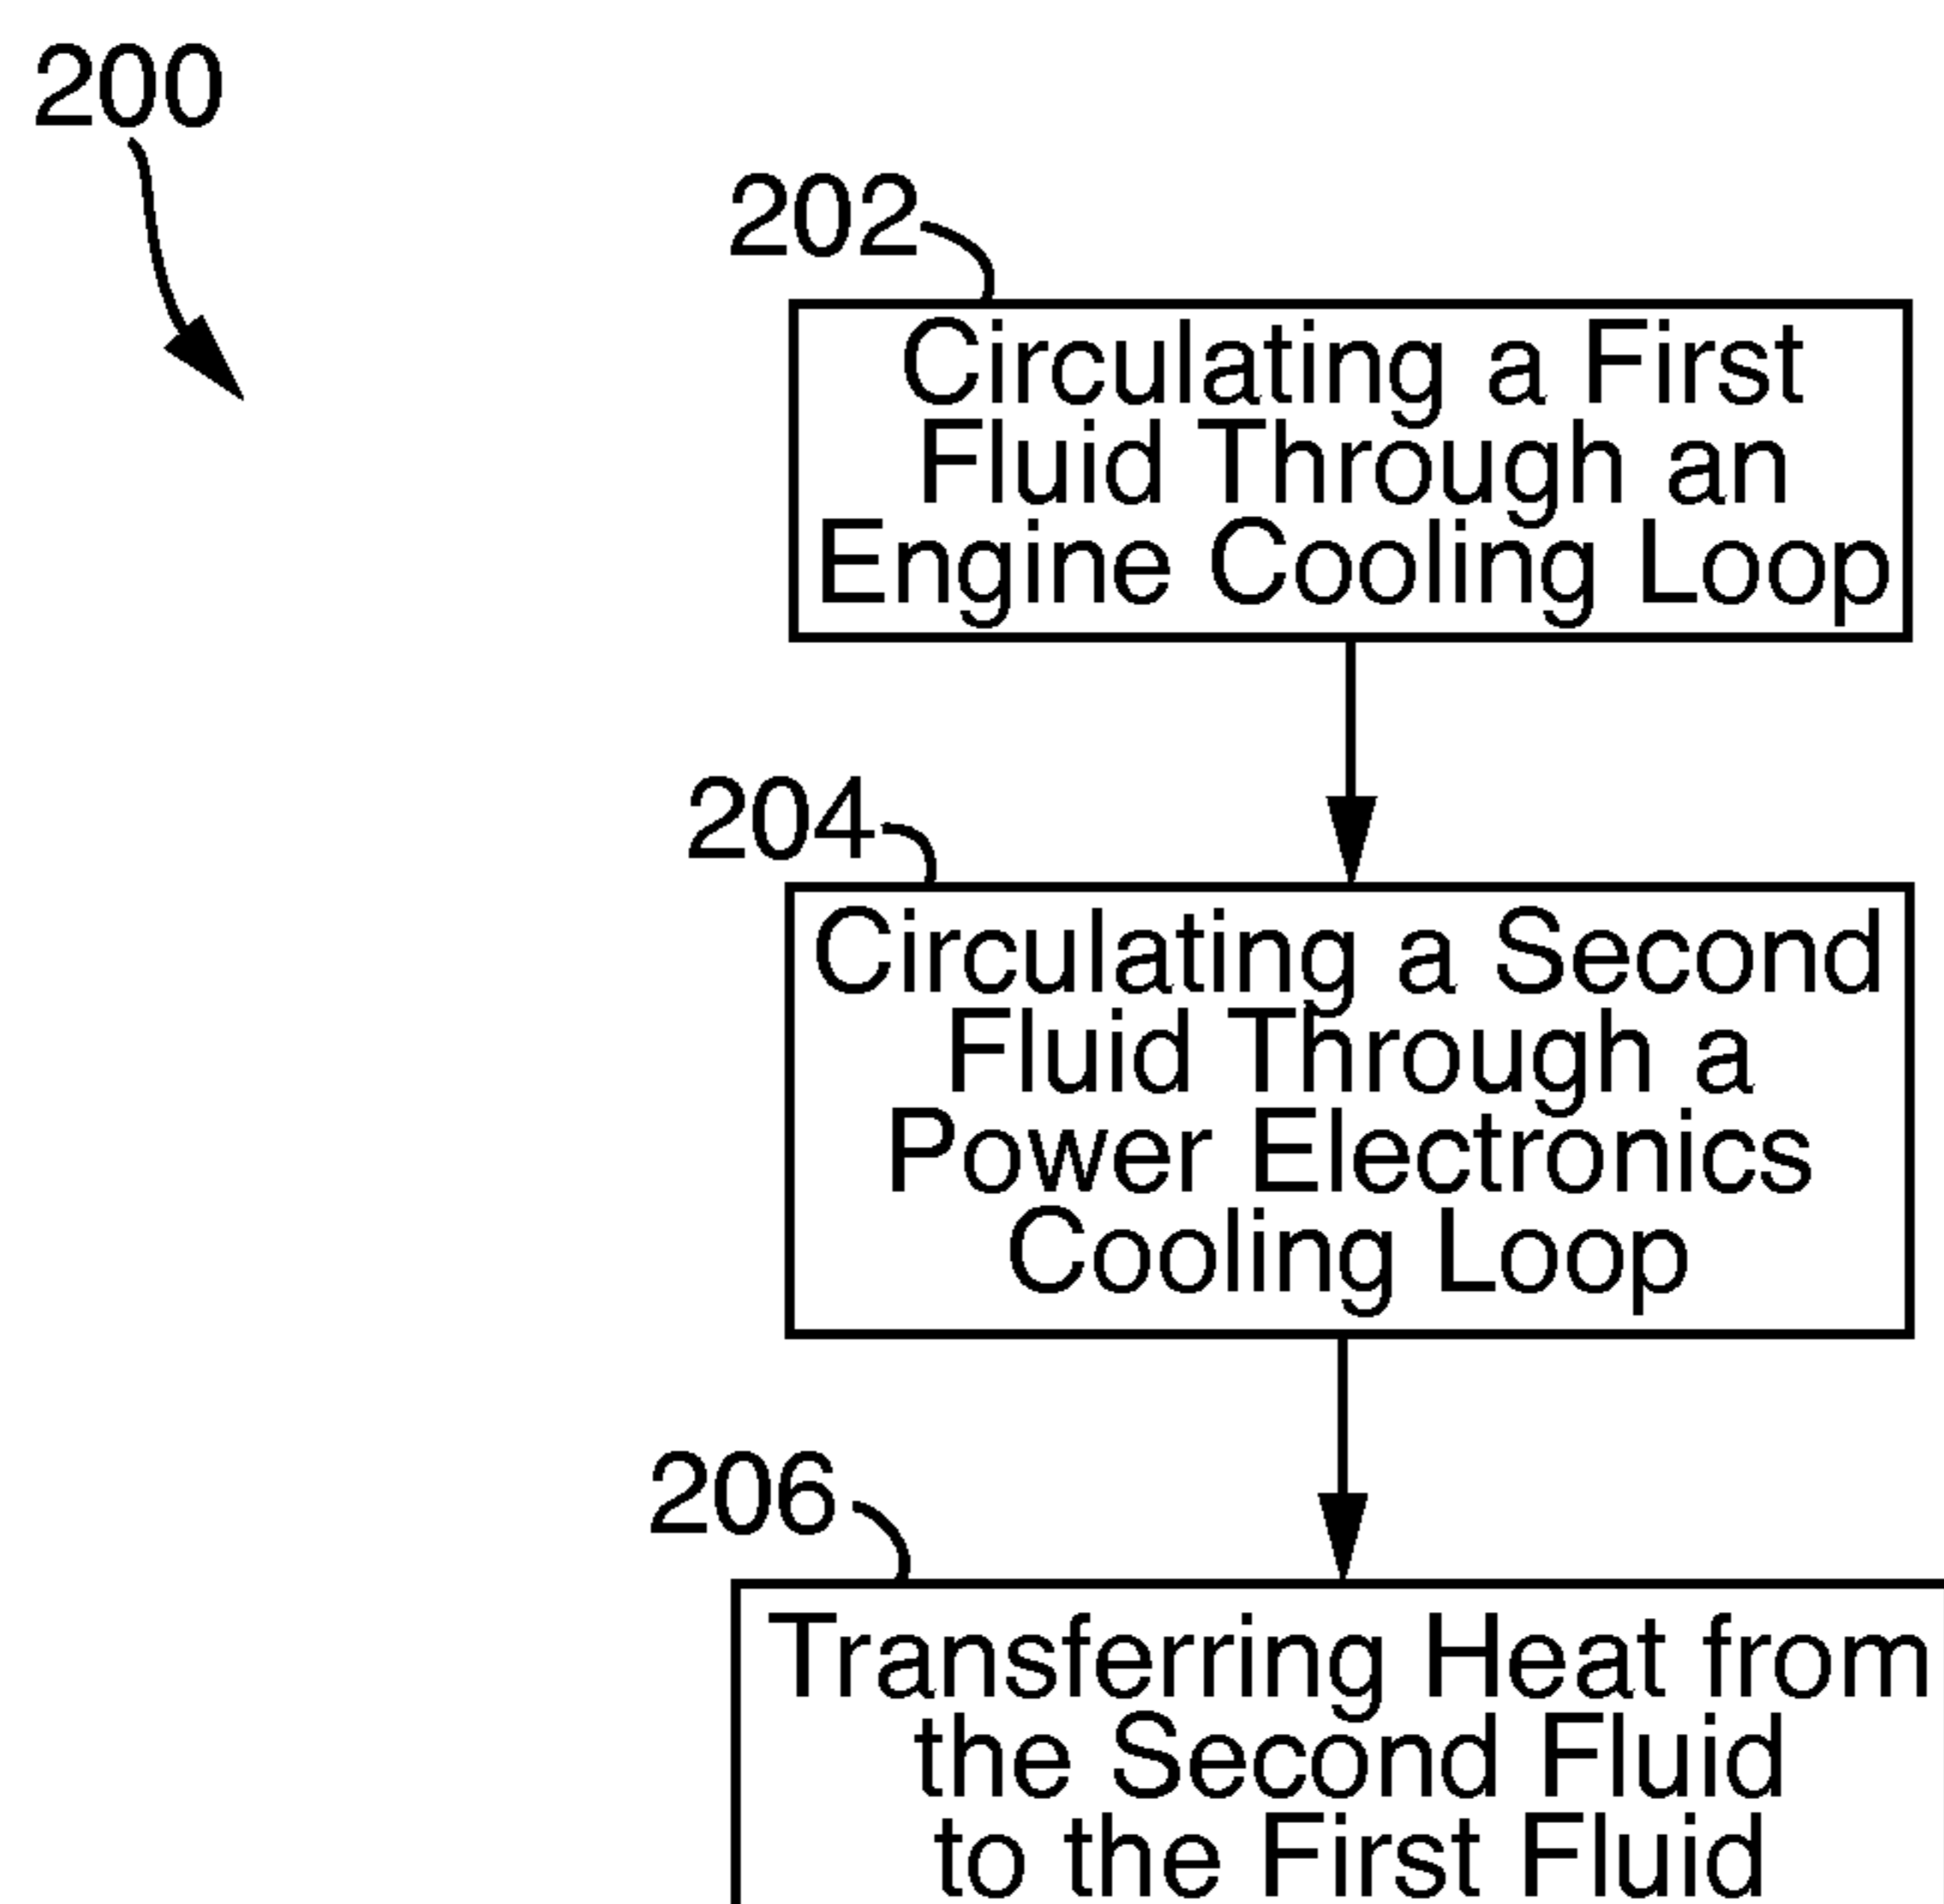 200
202
Circulating a First
Fluid Through an
Engine Cooling Loop
204
Circulating a Second
Fluid Through a
Power Electronics
Cooling Loop
206
Transferring Heat from
the Second Fluid
to the First Fluid